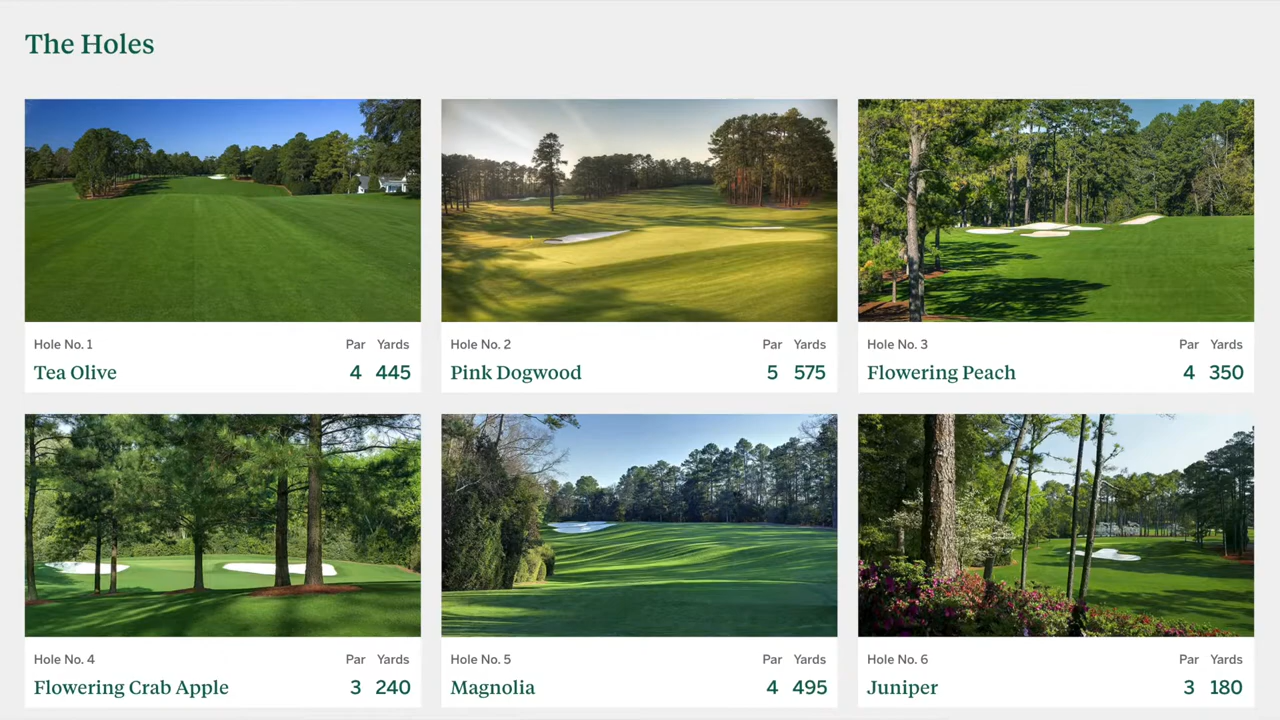 The Holes
Hole No. 1 Par Yards
Tea Olive 4 445
Hole No. 2 Par Yards
Pink Dogwood 5 575
Hole No. 3 Par Yards
Flowering Peach 4 350
Hole No. 4 Par Yards
Flowering Crab Apple 3 240
Hole No. 5 Par Yards
Magnolia 4 495
Hole No. 6 Par Yards
Juniper 3 180